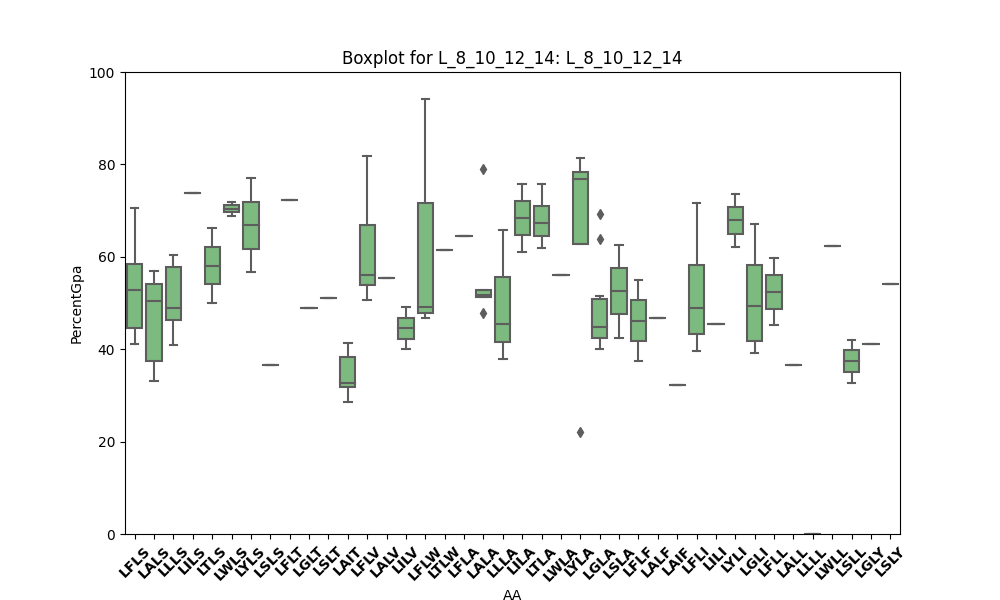 Boxplot for L_8_10_12_14: L_8_10_12_14
PercentGpa
100
80
60
40
20
0
LFLS LALS LLLS LILS LTLS LWLS LYLS LSLS LFLT LGLT LSLT LAIT LFLV LALV LILV LFLW LTLW LFLA LALA LLLA LILA LTLA LWLA LYLA LGLA LSLA LFLF LALF LAIF LFLI LILI LYLI LGLI LFLL LALL LLLL LWLL LSLL LGLY LSLY
AA